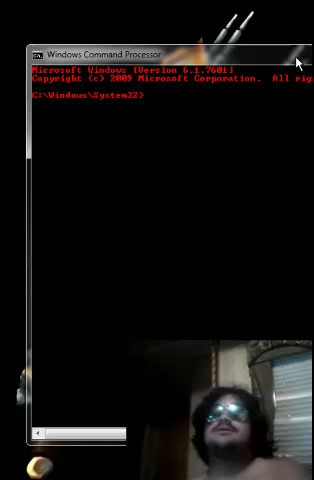 Windows Command Processor
Microsoft Windows [Version 6.1.7601]
Copyright (c) 2009 Microsoft Corporation. All rig
C:\Windows\System32>